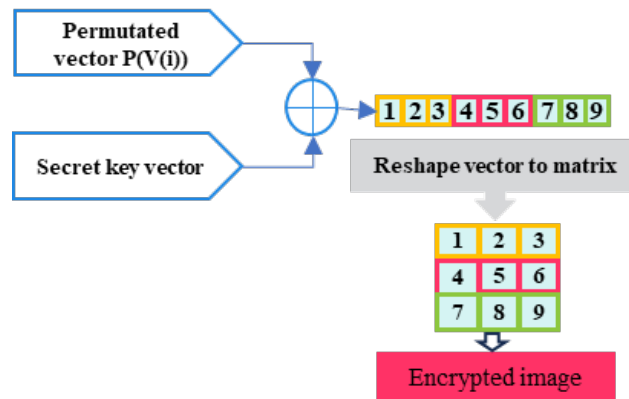 Permutated
vector P(V(i))
Secret key vector
1 2 3 4 5 6 7 8 9
Reshape vector to matrix
1 2 3
4 5 6
7 8 9
Encrypted image